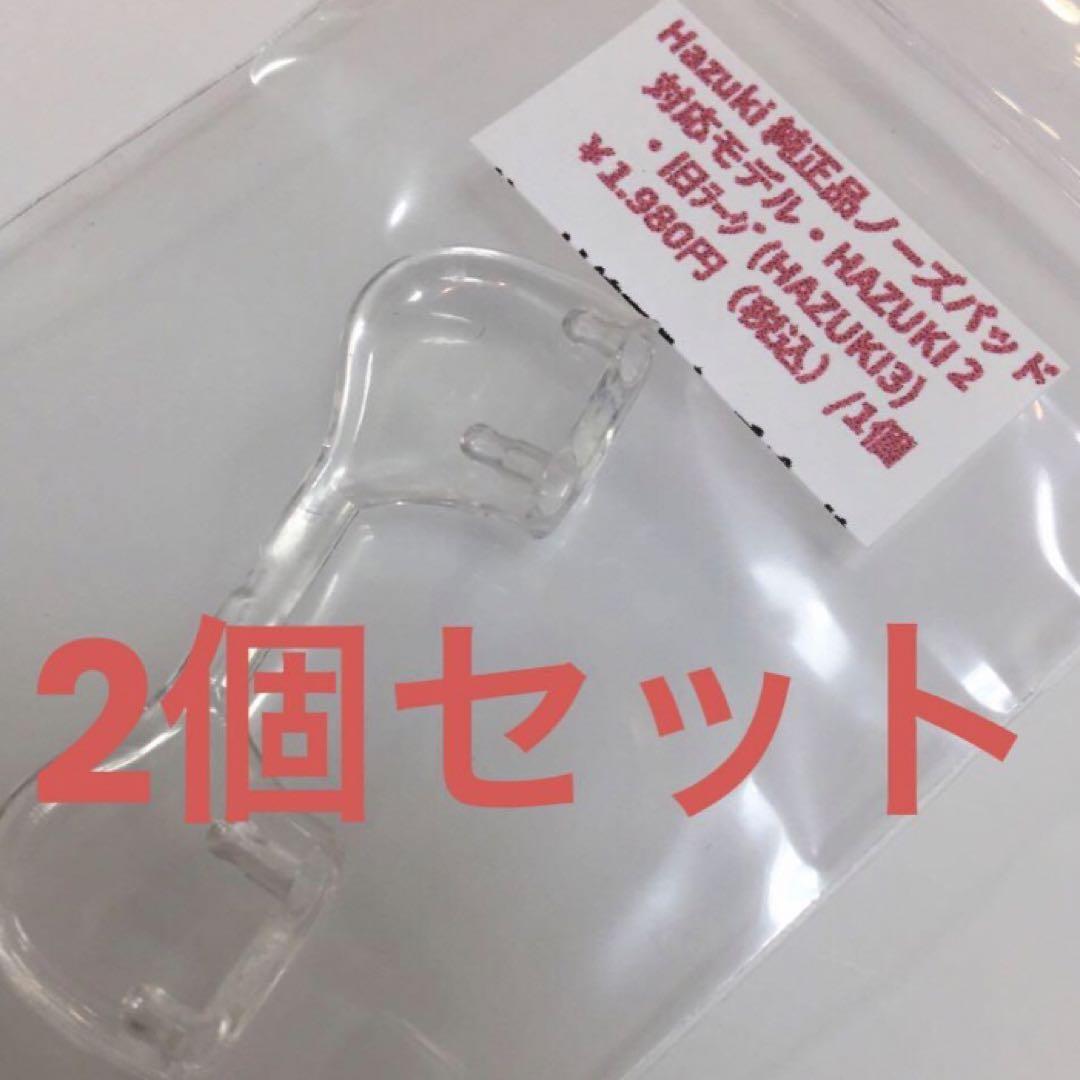 Hazuki 純正品ノーズパッド
対応モデル・HAZUKI 2
・旧ﾗｰｼﾞ (HAZUKI3)
￥1.980円 (税込) /1個
2個セット